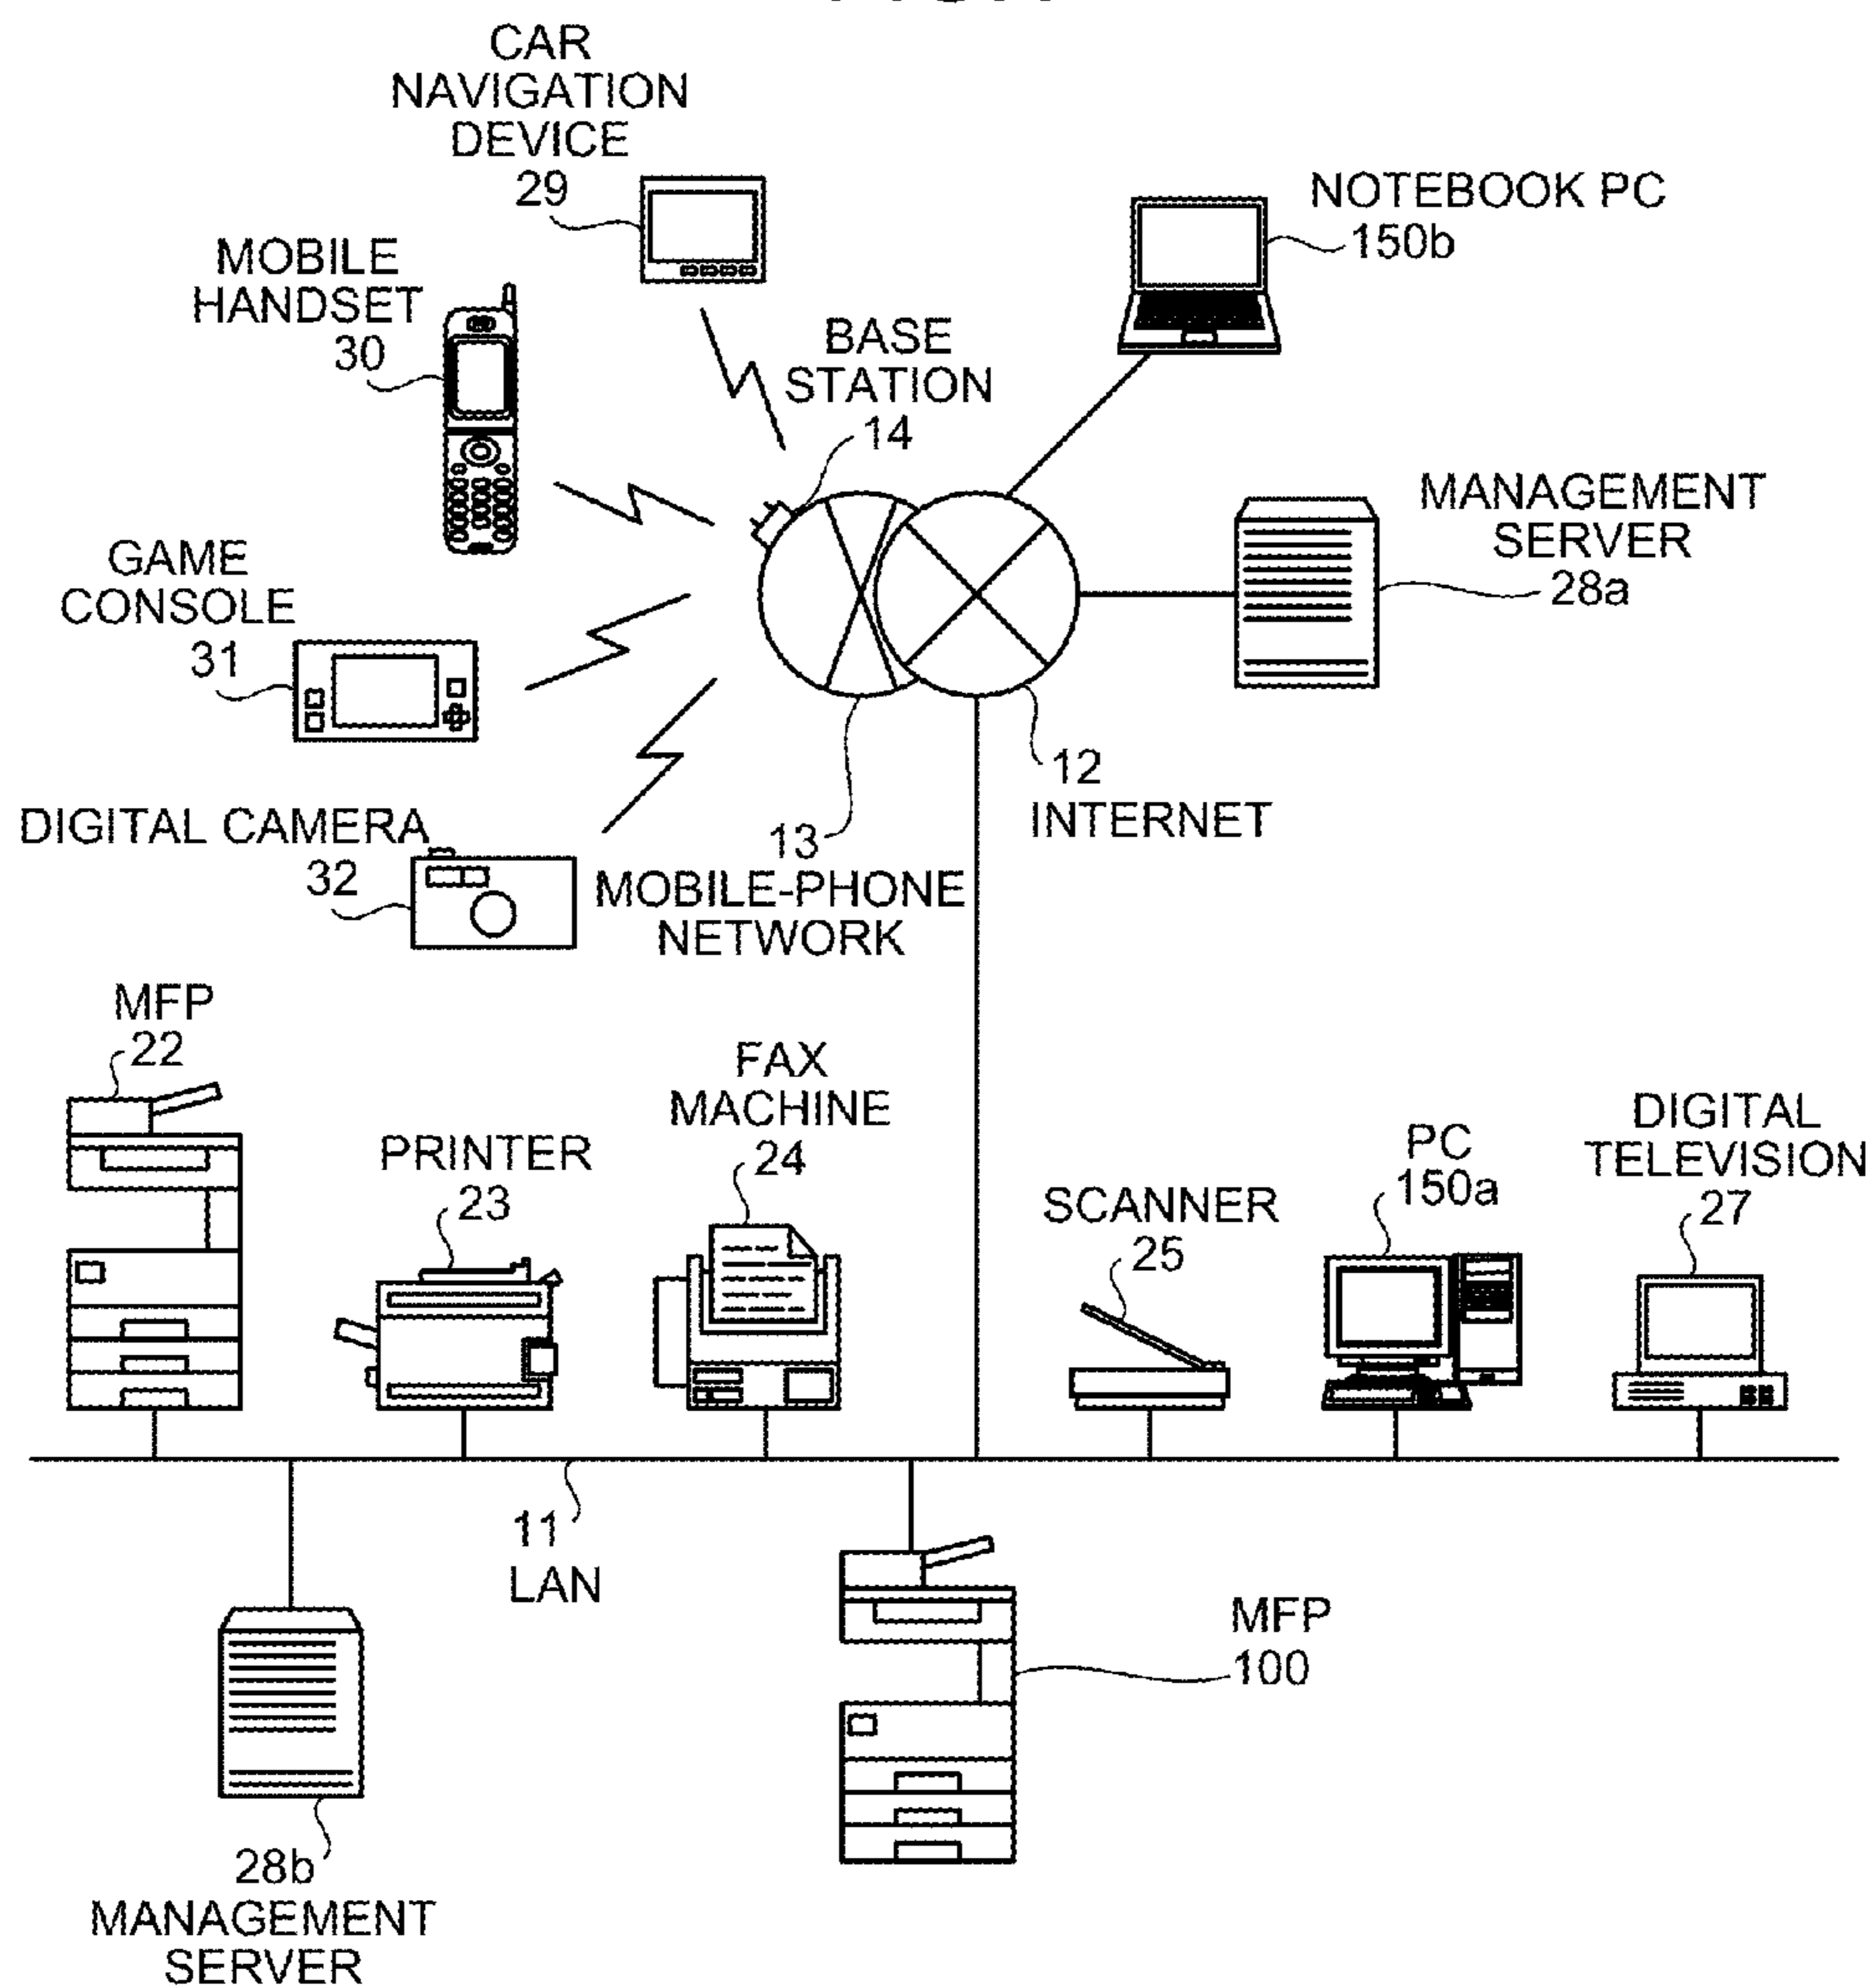 CAR
NAVIGATION
DEVICE
29
NOTEBOOK PC
150b
MOBILE
HANDSET
30
BASE
STATION
14
MANAGEMENT
SERVER
28a
GAME
CONSOLE
31
12
INTERNET
DIGITAL CAMERA
32
13
MOBILE-PHONE
NETWORK
MFP
22
PRINTER
23
FAX
MACHINE
24
SCANNER
25
PC
150a
DIGITAL
TELEVISION
27
11
LAN
MFP
100
28b
MANAGEMENT
SERVER